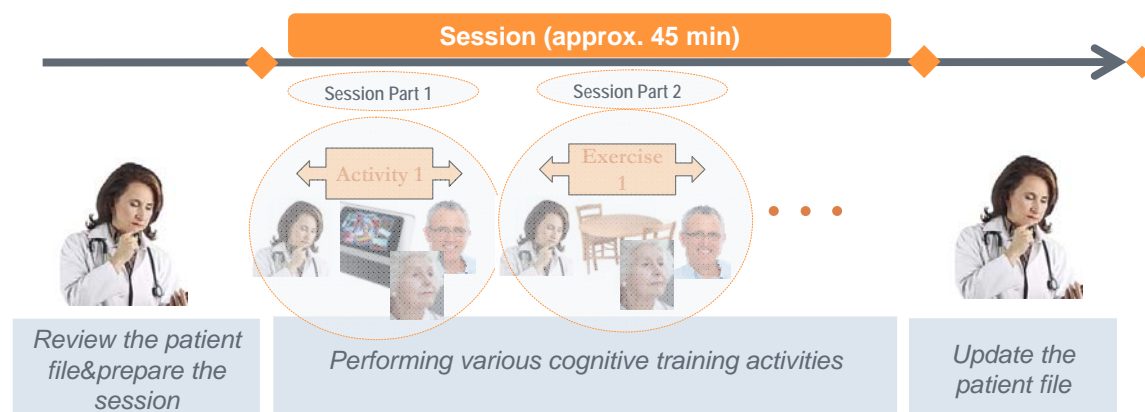 Session (approx. 45 min)
Session Part 1
Session Part 2
Activity 1
Exercise
1
Review the patient
file&prepare the
session
Performing various cognitive training activities
Update the
patient file